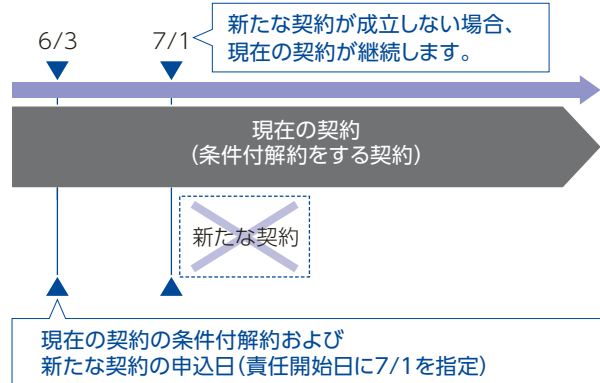 6/3
7/1
新たな契約が成立しない場合、
現在の契約が継続します。
現在の契約
(条件付解約をする契約)
新たな契約
現在の契約の条件付解約および
新たな契約の申込日(責任開始日に7/1を指定)